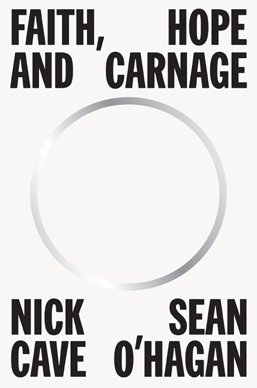 FAITH, HOPE
AND CARNAGE
NICK SEAN
CAVE O'HAGAN